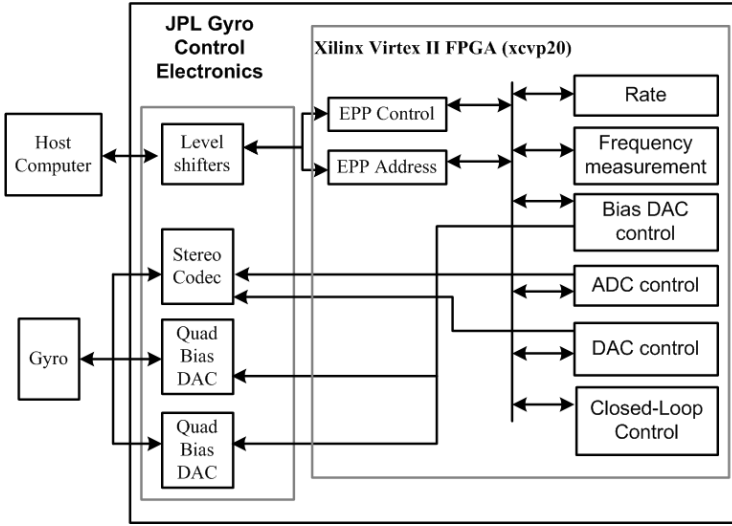 JPL Gyro
Control
Electronics
Xilinx Virtex II FPGA (xcvp20)
Host
Computer
Level
shifters
EPP Control
EPP Address
Rate
Frequency
measurement
Bias DAC
control
Stereo
Codec
ADC control
Gyro
Quad
Bias
DAC
DAC control
Quad
Bias
DAC
Closed-Loop
Control